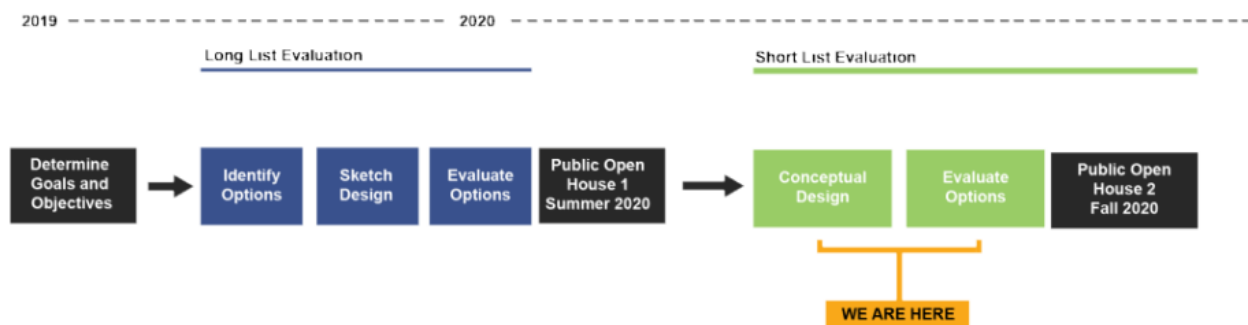 2019
2020
Long List Evaluation
Short List Evaluation
Determine
Goals and
Objectives
Identify
Options
Sketch
Design
Evaluate
Options
Public Open
House 1
Summer 2020
Conceptual
Design
Evaluate
Options
Public Open
House 2
Fall 2020
WE ARE HERE